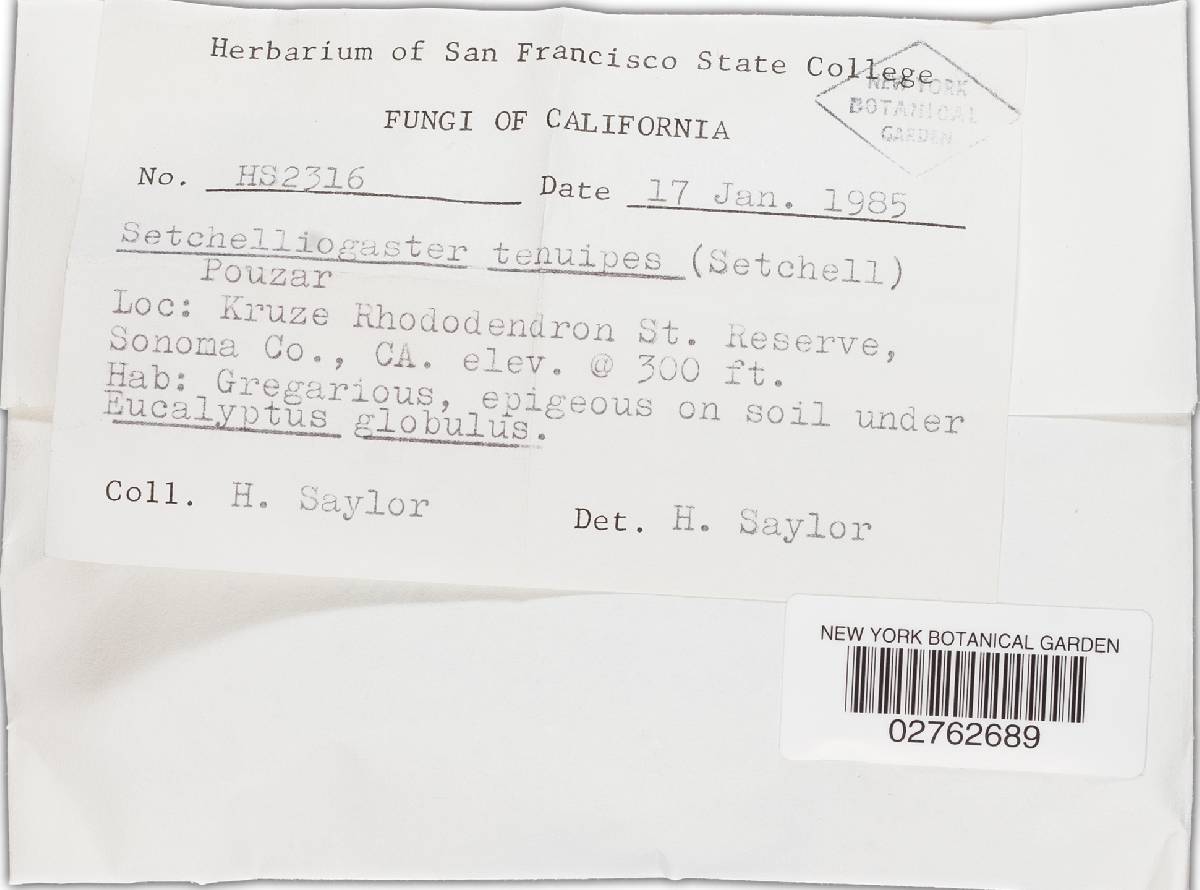 Herbarium of San Francisco State College
NEW YORK
BOTANICAL
GARDEN
FUNGI OF CALIFORNIA
No. HS2316 Date 17 Jan. 1985
Setchelliogaster tenuipes (Setchell)
Pouzar
Loc: Kruze Rhododendron St. Reserve,
Sonoma Co., CA. elev. @ 300 ft.
Hab: Gregarious, epigeous on soil under
Eucalyptus globulus.
Coll. H. Saylor Det. H. Saylor
NEW YORK BOTANICAL GARDEN
02762689